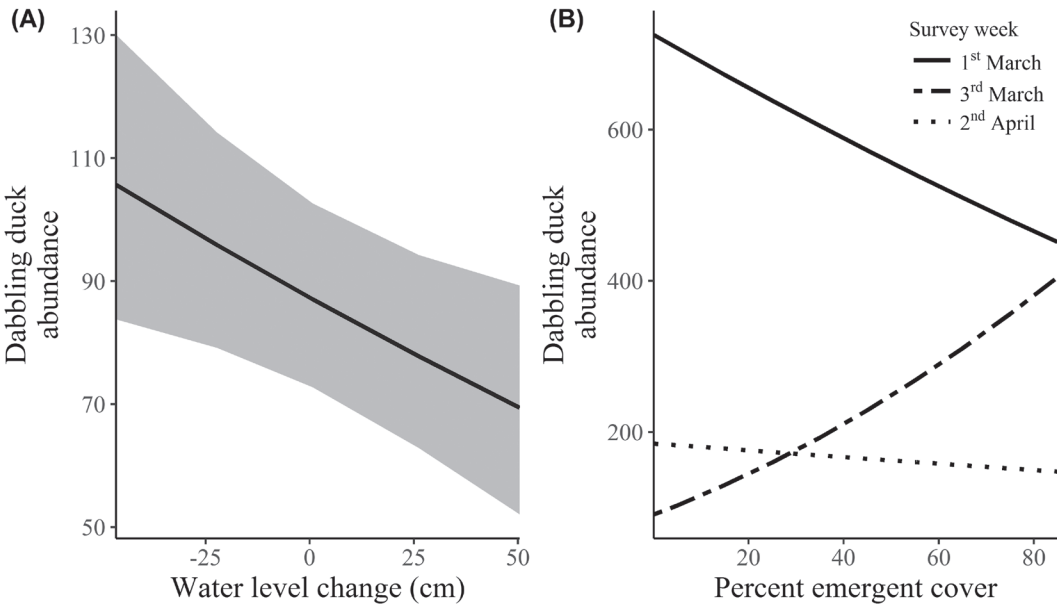 (A)
130
110
90
70
50
Dabbling duck
abundance
-25
0
25
50
Water level change (cm)
(B)
Survey week
1st March
3rd March
2nd April
600
400
200
Dabbling duck
abundance
20
40
60
80
Percent emergent cover